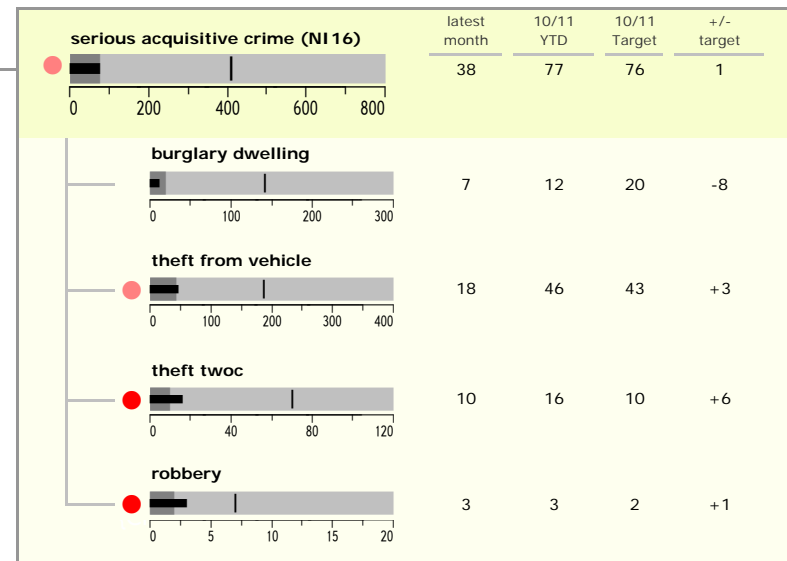 latest 10/11 10/11 +/-
month YTD Target target
serious acquisitive crime (NI16)
38 77 76 1
0 200 400 600 800
burglary dwelling
7 12 20 -8
0 100 200 300
theft from vehicle
18 46 43 +3
0 100 200 300 400
theft twoc
10 16 10 +6
0 40 80 120
robbery
3 3 2 +1
0 5 10 15 20